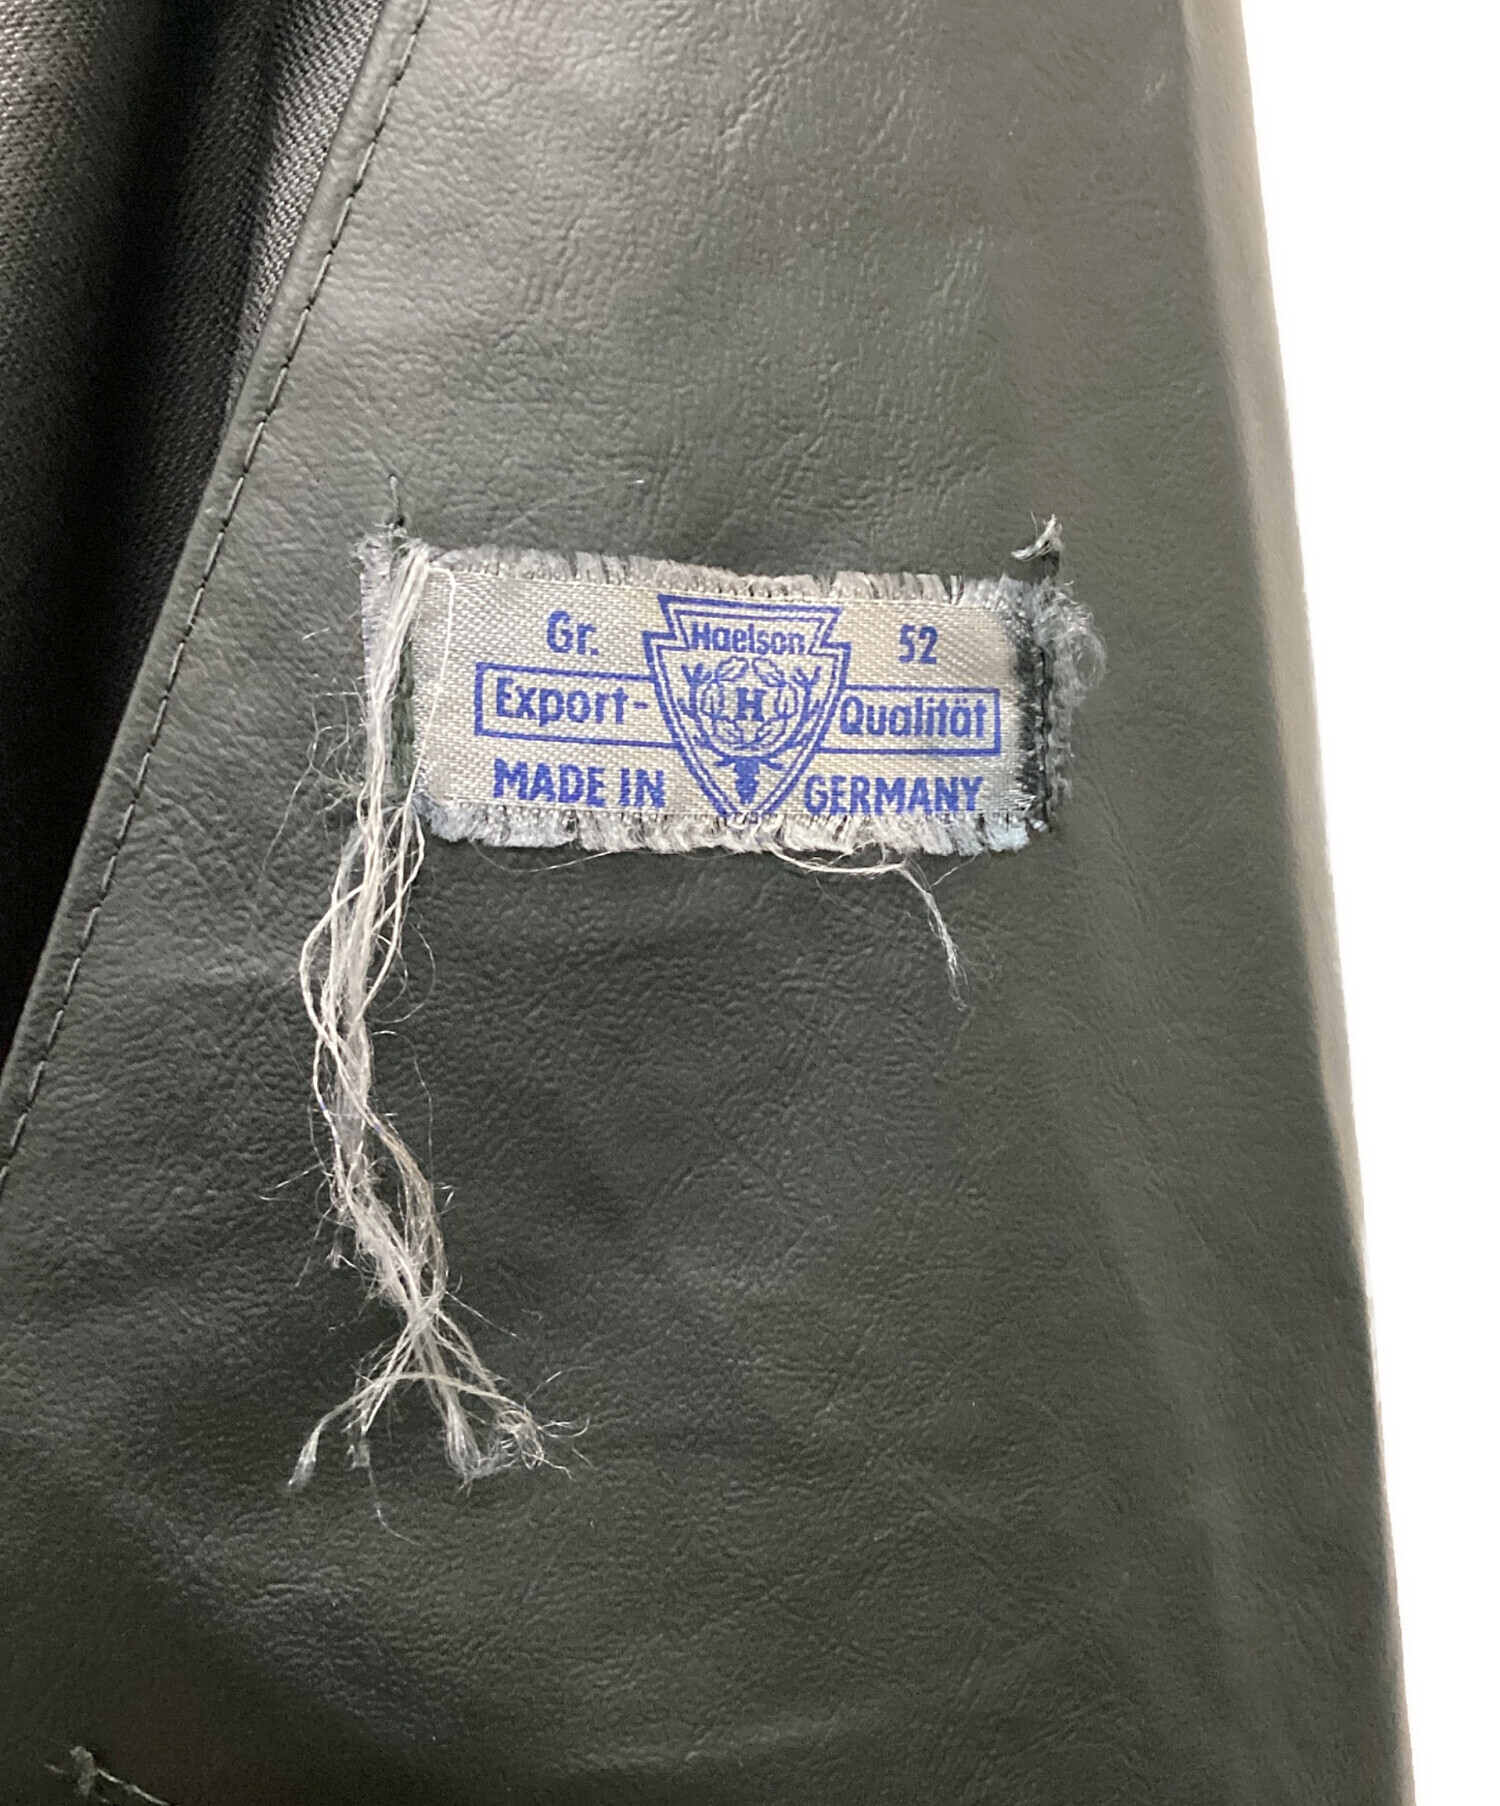 Gr. Haelson 52
Export- H Qualität
MADE IN GERMANY